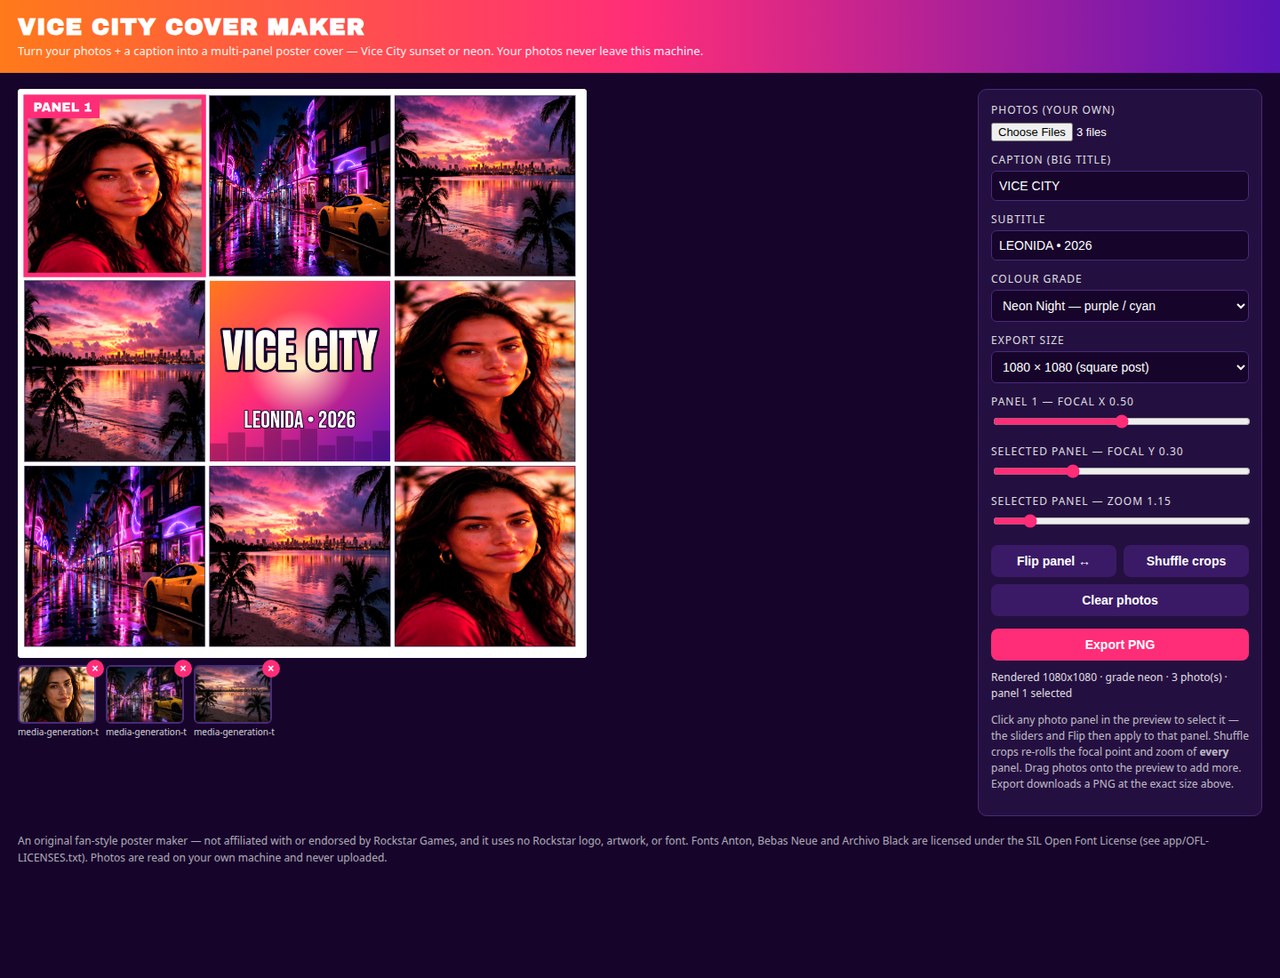 VICE CITY COVER MAKER
Turn your photos + a caption into a multi-panel poster cover — Vice City sunset or neon. Your photos never leave this machine.
PANEL 1
VICE CITY
LEONIDA • 2026
×
×
×
media-generation-t
media-generation-t
media-generation-t
PHOTOS (YOUR OWN)
Choose Files 3 files
CAPTION (BIG TITLE)
VICE CITY
SUBTITLE
LEONIDA • 2026
COLOUR GRADE
Neon Night — purple / cyan
EXPORT SIZE
1080 × 1080 (square post)
PANEL 1 — FOCAL X 0.50
SELECTED PANEL — FOCAL Y 0.30
SELECTED PANEL — ZOOM 1.15
Flip panel ↔
Shuffle crops
Clear photos
Export PNG
Rendered 1080x1080 · grade neon · 3 photo(s) ·
panel 1 selected
Click any photo panel in the preview to select it —
the sliders and Flip then apply to that panel. Shuffle
crops re-rolls the focal point and zoom of every
panel. Drag photos onto the preview to add more.
Export downloads a PNG at the exact size above.
An original fan-style poster maker — not affiliated with or endorsed by Rockstar Games, and it uses no Rockstar logo, artwork, or font. Fonts Anton, Bebas Neue and Archivo Black are licensed under the SIL Open Font License (see app/OFL-
LICENSES.txt). Photos are read on your own machine and never uploaded.